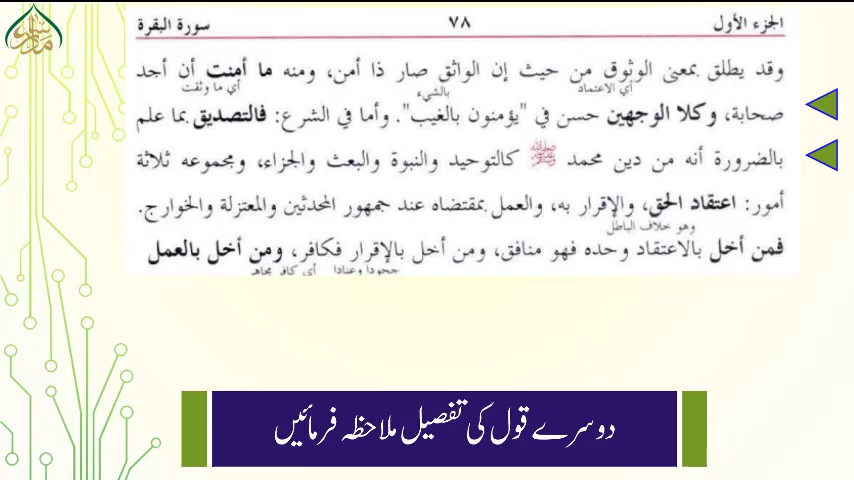 الجزء الأول ٧٨ سورة البقرة
وقد يطلق بمعنى الوثوق من حيث إن الواثق صار ذا أمن، ومنه ما أمنت أن أجد
أي الاعتماد بالشيء أي ما وثقت
صحابة، وكلا الوجهين حسن في "يؤمنون بالغيب". وأما في الشرع: فالتصديق بما علم
بالضرورة أنه من دين محمد ﷺ كالتوحيد والنبوة والبعث والجزاء، ومجموعه ثلاثة
أمور: اعتقاد الحق، والإقرار به، والعمل بمقتضاه عند جمهور المحدثين والمعتزلة والخوارج.
وهو خلاف الباطل
فمن أخل بالاعتقاد وحده فهو منافق، ومن أخل بالإقرار فكافر، ومن أخل بالعمل
جحودا وعنادا أي كافر مجاهر
دوسرے قول کی تفصیل ملاحظہ فرمائیں